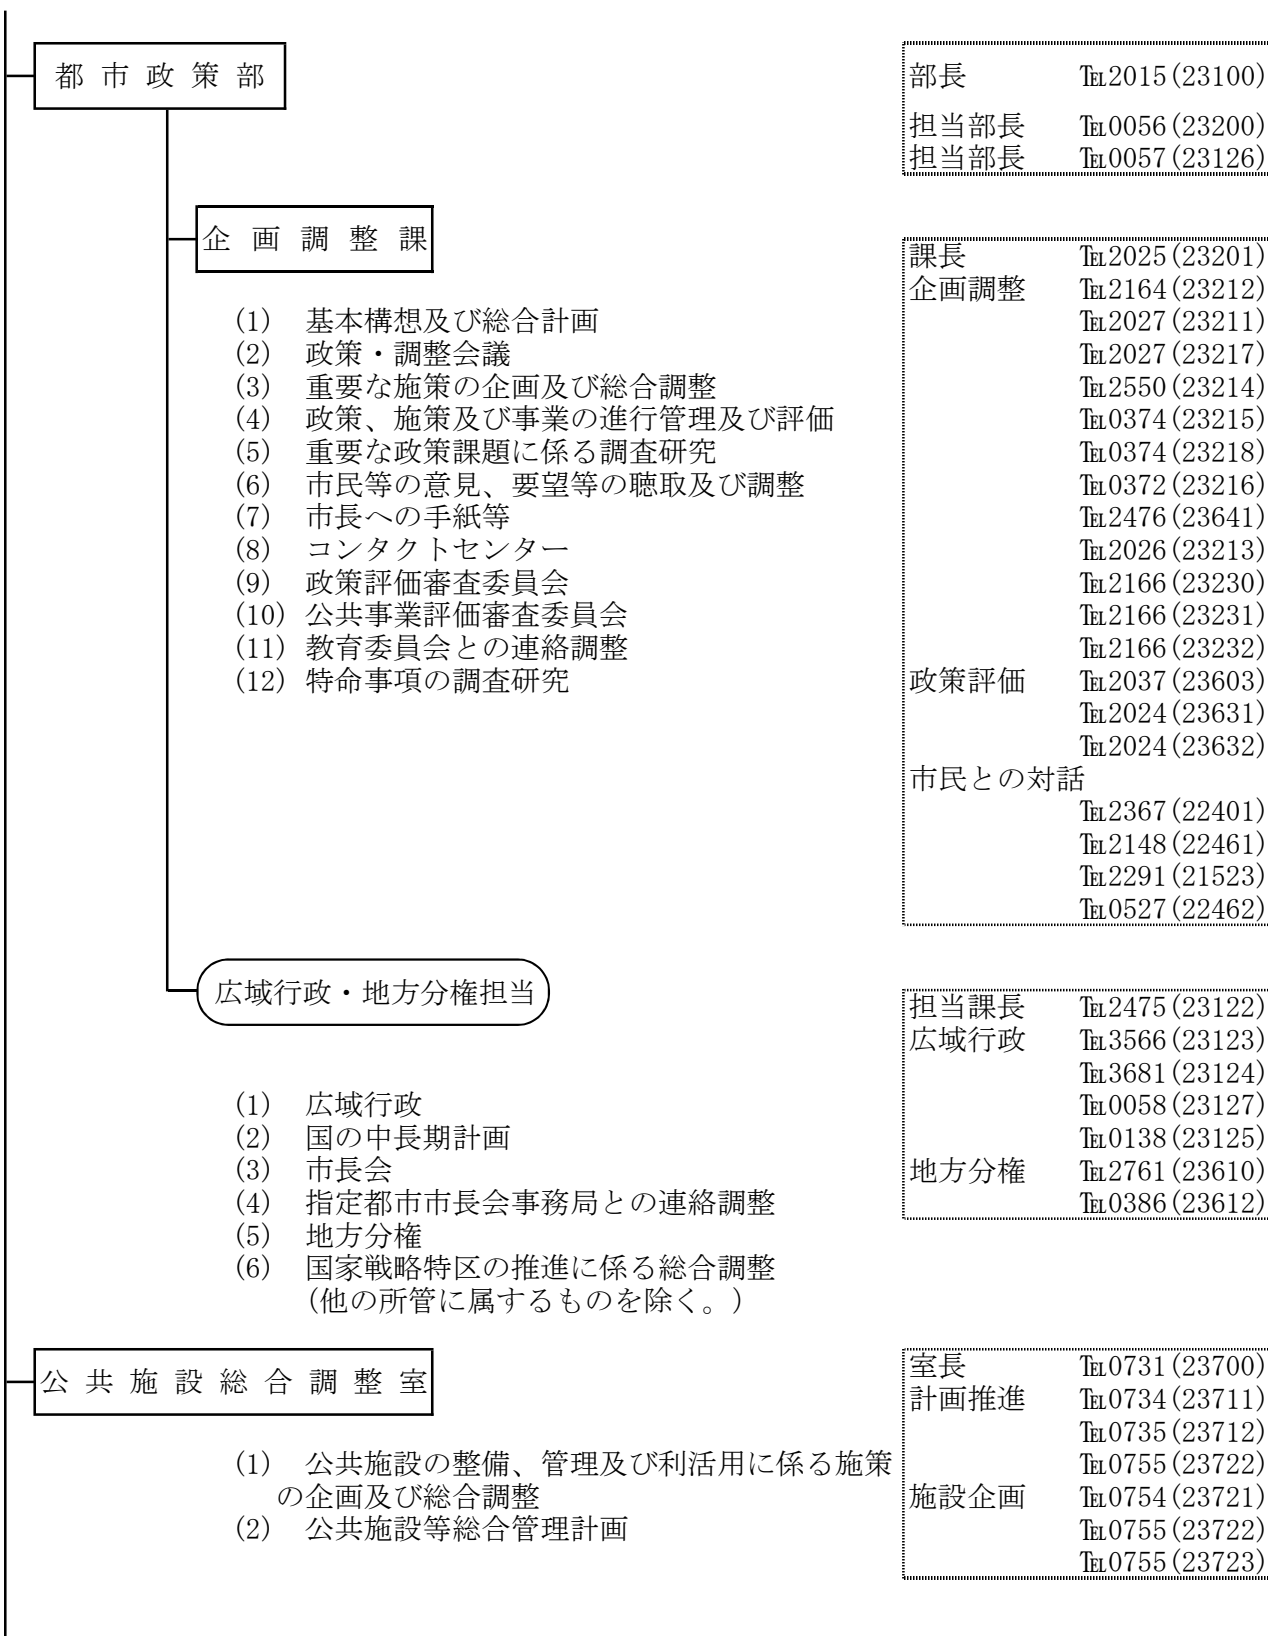 都市政策部
部長 ℡2015(23100)
担当部長 ℡0056(23200)
担当部長 ℡0057(23126)
企画調整課
(1) 基本構想及び総合計画
(2) 政策・調整会議
(3) 重要な施策の企画及び総合調整
(4) 政策、施策及び事業の進行管理及び評価
(5) 重要な政策課題に係る調査研究
(6) 市民等の意見、要望等の聴取及び調整
(7) 市長への手紙等
(8) コンタクトセンター
(9) 政策評価審査委員会
(10) 公共事業評価審査委員会
(11) 教育委員会との連絡調整
(12) 特命事項の調査研究
課長 ℡2025(23201)
企画調整 ℡2164(23212)
℡2027(23211)
℡2027(23217)
℡2550(23214)
℡0374(23215)
℡0374(23218)
℡0372(23216)
℡2476(23641)
℡2026(23213)
℡2166(23230)
℡2166(23231)
℡2166(23232)
政策評価 ℡2037(23603)
℡2024(23631)
℡2024(23632)
市民との対話
℡2367(22401)
℡2148(22461)
℡2291(21523)
℡0527(22462)
広域行政・地方分権担当
(1) 広域行政
(2) 国の中長期計画
(3) 市長会
(4) 指定都市市長会事務局との連絡調整
(5) 地方分権
(6) 国家戦略特区の推進に係る総合調整
(他の所管に属するものを除く。)
担当課長 ℡2475(23122)
広域行政 ℡3566(23123)
℡3681(23124)
℡0058(23127)
℡0138(23125)
地方分権 ℡2761(23610)
℡0386(23612)
公共施設総合調整室
(1) 公共施設の整備、管理及び利活用に係る施策
の企画及び総合調整
(2) 公共施設等総合管理計画
室長 ℡0731(23700)
計画推進 ℡0734(23711)
℡0735(23712)
℡0755(23722)
施設企画 ℡0754(23721)
℡0755(23722)
℡0755(23723)